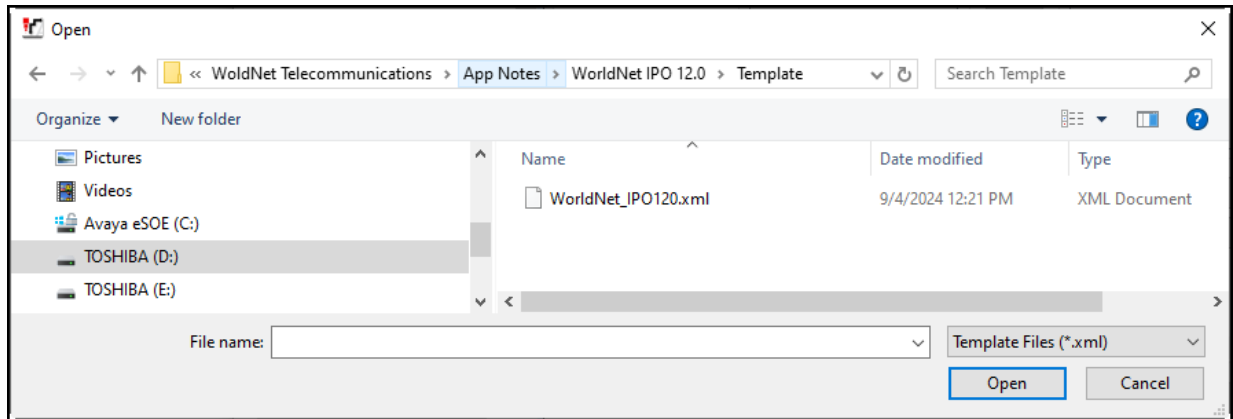 Open
« WoldNet Telecommunications > App Notes > WorldNet IPO 12.0 > Template
Search Template
Organize
New folder
Pictures
Videos
Avaya eSOE (C:)
TOSHIBA (D:)
TOSHIBA (E:)
Name
Date modified
Type
WorldNet_IPO120.xml
9/4/2024 12:21 PM
XML Document
File name:
Template Files (*.xml)
Open
Cancel